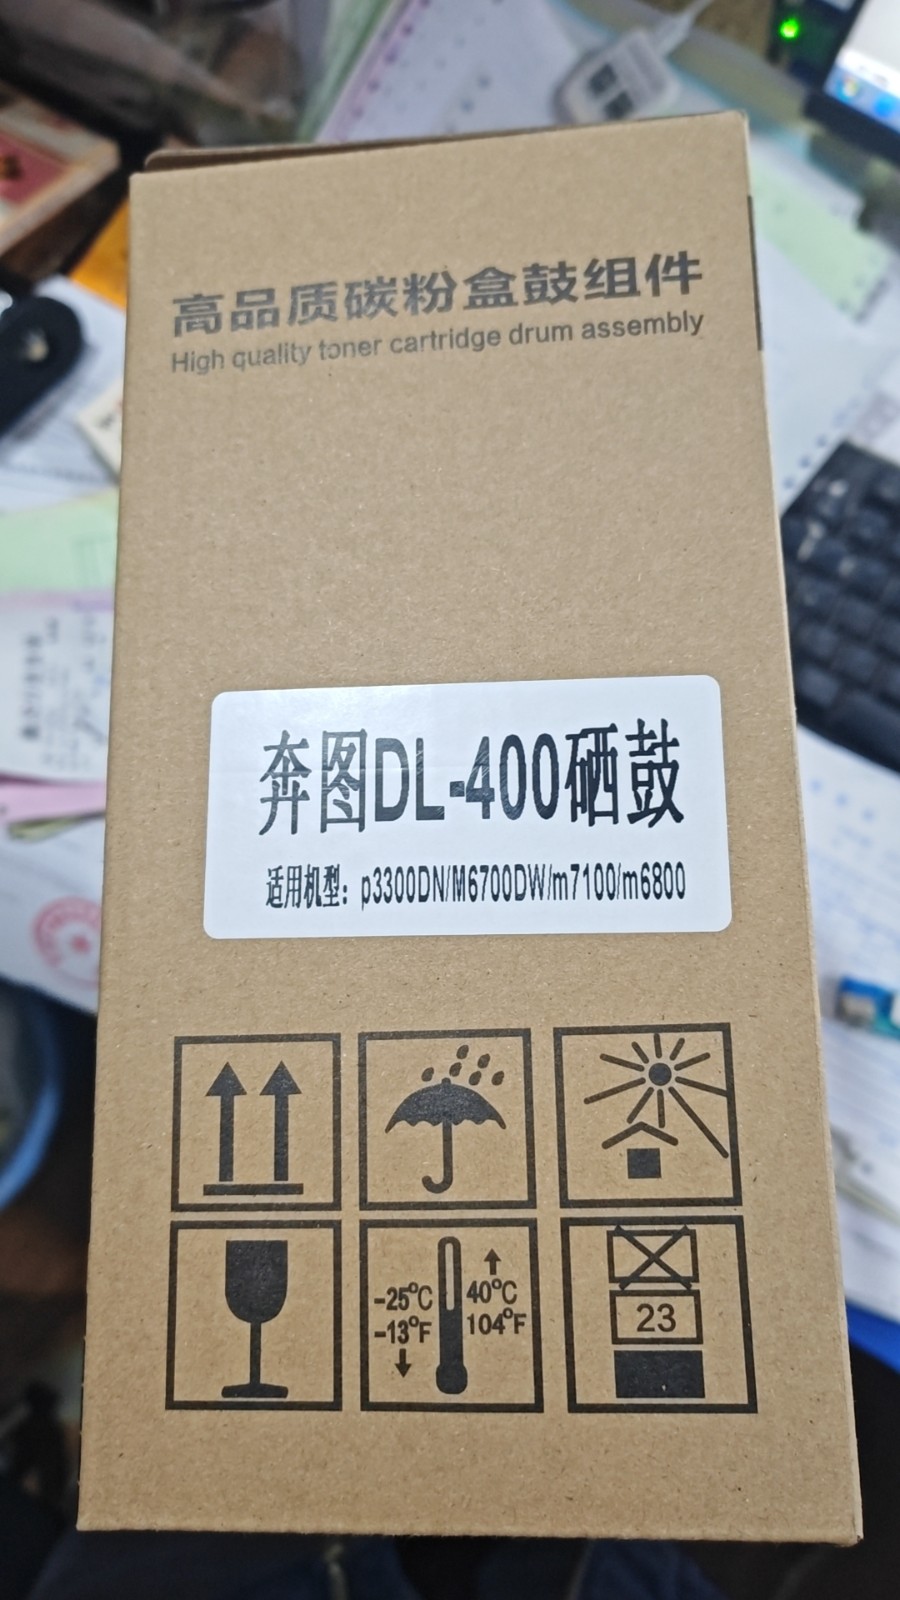 高品质碳粉盒鼓组件
High quality toner cartridge drum assembly
奔图DL-400硒鼓
适用机型：p3300DN/M6700DW/m7100/m6800
-25°C
-13°F
40°C
104°F
23